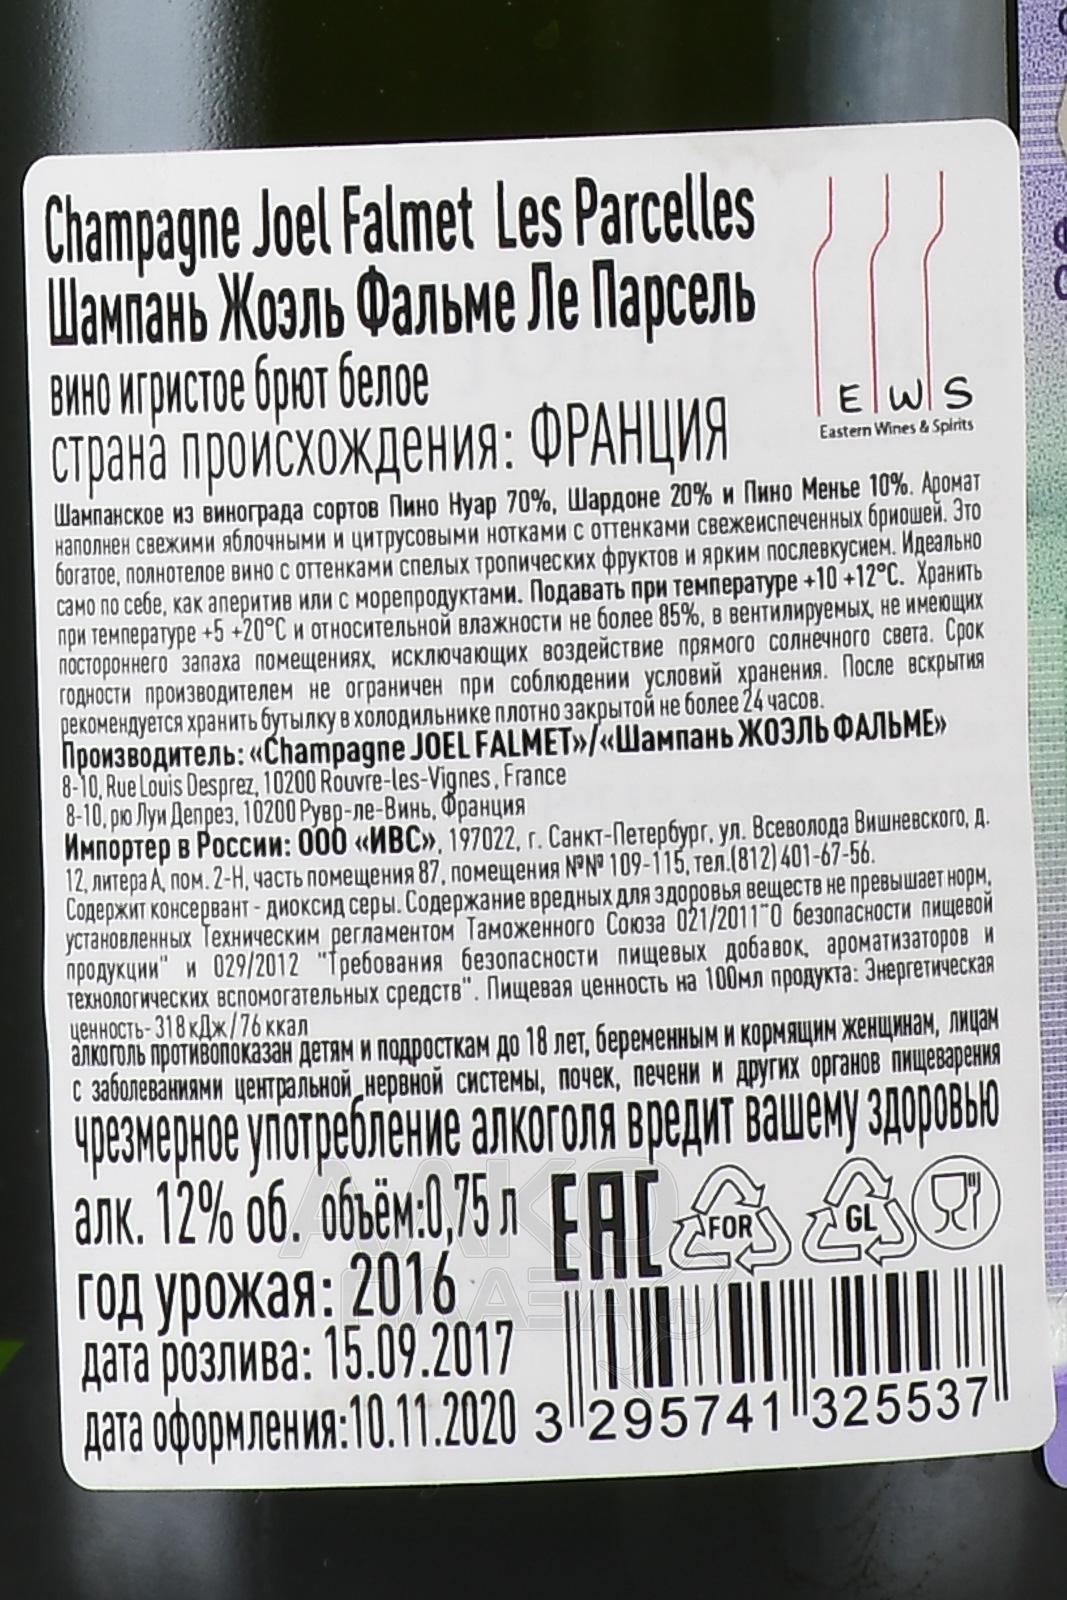 Champagne Joel Falmet Les Parcelles
Шампань Жоэль Фальме Ле Парсель
вино игристое брют белое
страна происхождения: ФРАНЦИЯ
E W S
Eastern Wines & Spirits
Шампанское из винограда сортов Пино Нуар 70%, Шардоне 20% и Пино Менье 10%. Аромат
наполнен свежими яблочными и цитрусовыми нотками с оттенками свежеиспеченных бриошей. Это
богатое, полнотелое вино с оттенками спелых тропических фруктов и ярким послевкусием. Идеально
само по себе, как аперитив или с морепродуктами. Подавать при температуре +10 +12°С. Хранить
при температуре +5 +20°С и относительной влажности не более 85%, в вентилируемых, не имеющих
постороннего запаха помещениях, исключающих воздействие прямого солнечного света. Срок
годности производителем не ограничен при соблюдении условий хранения. После вскрытия
рекомендуется хранить бутылку в холодильнике плотно закрытой не более 24 часов.
Производитель: «Champagne JOEL FALMET»/«Шампань ЖОЭЛЬ ФАЛЬМЕ»
8-10, Rue Louis Desprez, 10200 Rouvre-les-Vignes, France
8-10, рю Луи Депрез, 10200 Рувр-ле-Винь, Франция
Импортер в России: ООО «ИВС», 197022, г. Санкт-Петербург, ул. Всеволода Вишневского, д.
12, литера А, пом. 2-Н, часть помещения 87, помещения №№ 109-115, тел.(812) 401-67-56.
Содержит консервант - диоксид серы. Содержание вредных для здоровья веществ не превышает норм,
установленных Техническим регламентом Таможенного Союза 021/2011 "О безопасности пищевой
продукции" и 029/2012 "Требования безопасности пищевых добавок, ароматизаторов и
технологических вспомогательных средств". Пищевая ценность на 100мл продукта: Энергетическая
ценность- 318 кДж/76 ккал
алкоголь противопоказан детям и подросткам до 18 лет, беременным и кормящим женщинам, лицам
с заболеваниями центральной нервной системы, почек, печени и других органов пищеварения
чрезмерное употребление алкоголя вредит вашему здоровью
алк. 12% об. объём:0,75 л
EAC
FOR
GL
год урожая: 2016
дата розлива: 15.09.2017
дата оформления:10.11.2020
3 295741 325537
АЛКО
ПЛАЗА.ru